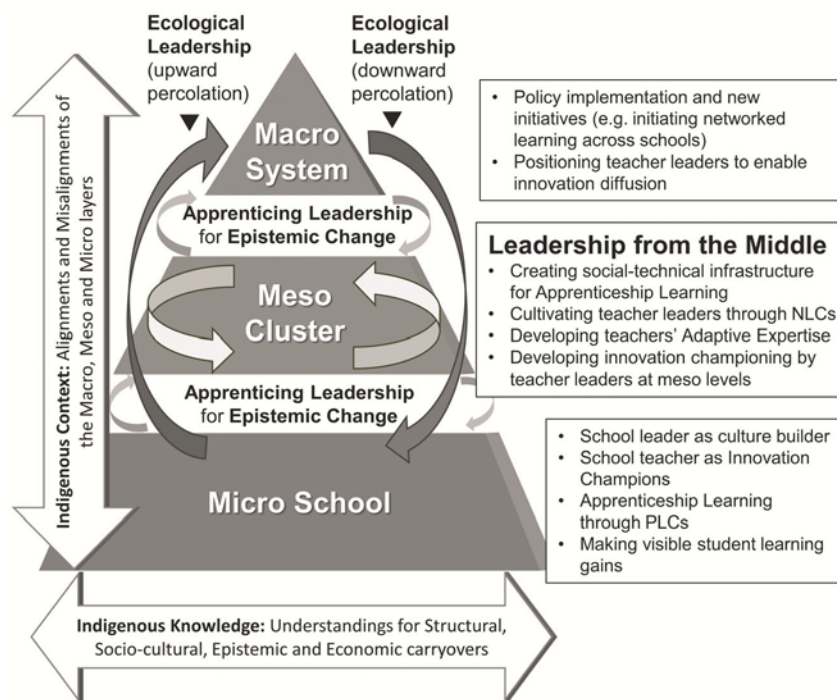 Ecological
Leadership
(upward
percolation)
Ecological
Leadership
(downward
percolation)
Indigenous Context: Alignments and Misalignments of
the Macro, Meso and Micro layers
Macro
System
• Policy implementation and new
initiatives (e.g. initiating networked
learning across schools)
• Positioning teacher leaders to enable
innovation diffusion
Apprenticing Leadership
for Epistemic Change
Meso
Cluster
Leadership from the Middle
• Creating social-technical infrastructure
for Apprenticeship Learning
• Cultivating teacher leaders through NLCs
• Developing teachers' Adaptive Expertise
• Developing innovation championing by
teacher leaders at meso levels
Apprenticing Leadership
for Epistemic Change
Micro School
• School leader as culture builder
• School teacher as Innovation
Champions
• Apprenticeship Learning
through PLCs
• Making visible student learning
gains
Indigenous Knowledge: Understandings for Structural,
Socio-cultural, Epistemic and Economic carryovers